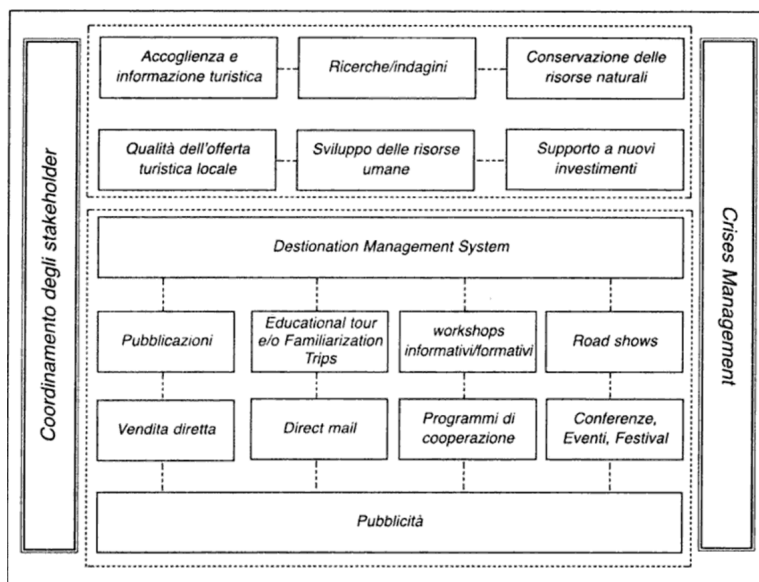 Coordinamento degli stakeholder
Accoglienza e
informazione turistica
Ricerche/indagini
Conservazione delle
risorse naturali
Qualità dell'offerta
turistica locale
Sviluppo delle risorse
umane
Supporto a nuovi
investimenti
Destionation Management System
Pubblicazioni
Educational tour
e/o Familiarization
Trips
workshops
informativi/formativi
Road shows
Vendita diretta
Direct mail
Programmi di
cooperazione
Conferenze,
Eventi, Festival
Pubblicità
Crises Management